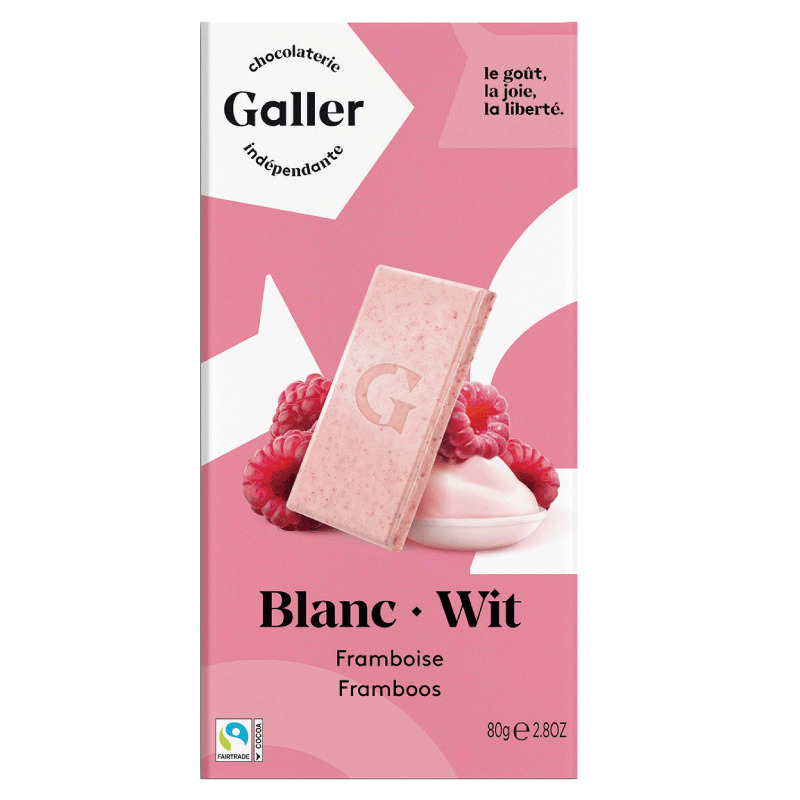 chocolaterie
Galler
indépendante
le goût,
la joie,
la liberté.
G
Blanc • Wit
Framboise
Framboos
FAIRTRADE
COCOA
80g ℮ 2.8OZ